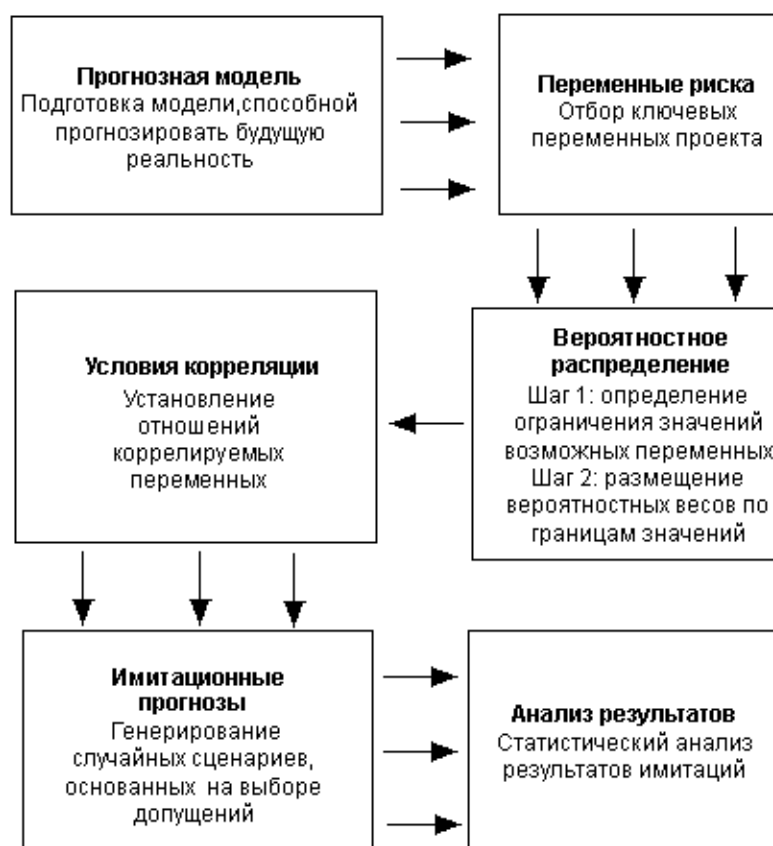 Прогнозная модель
Подготовка модели,способной
прогнозировать будущую
реальность
Переменные риска
Отбор ключевых
переменных проекта
Вероятностное
распределение
Шаг 1: определение
ограничения значений
возможных переменных
Шаг 2: размещение
вероятностных весов по
границам значений
Условия корреляции
Установление
отношений
коррелируемых
переменных
Имитационные
прогнозы
Генерирование
случайных сценариев,
основанных на выборе
допущений
Анализ результатов
Статистический анализ
результатов имитаций